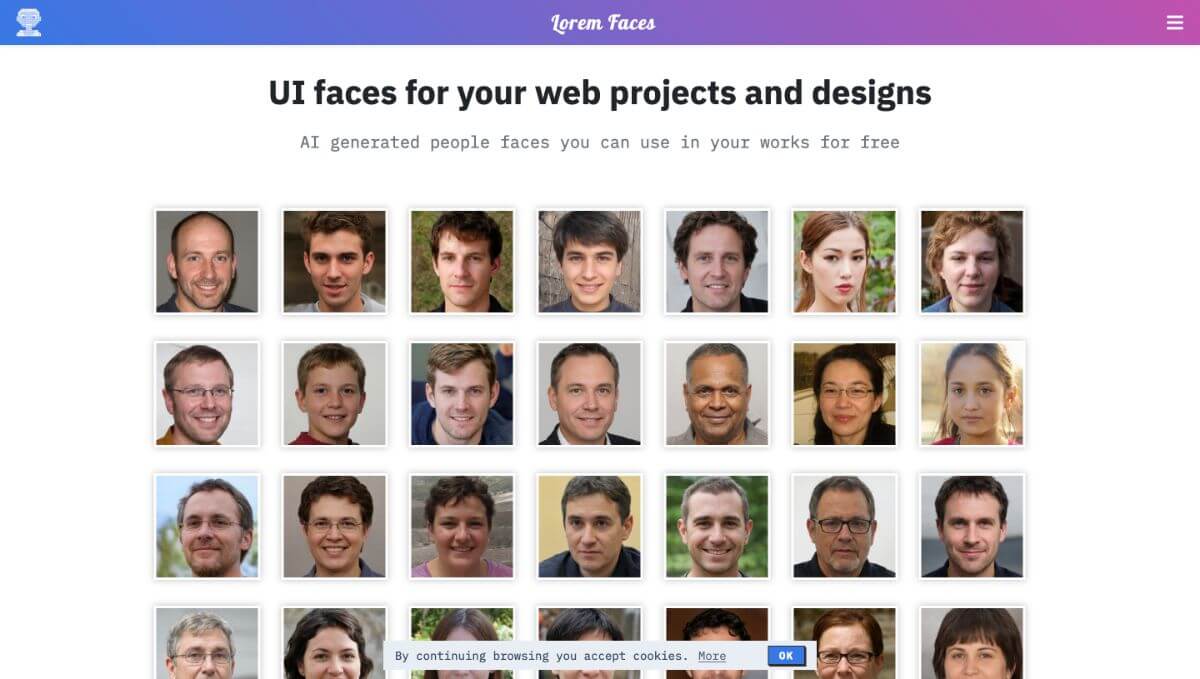 Lorem Faces
UI faces for your web projects and designs
AI generated people faces you can use in your works for free
By continuing browsing you accept cookies. More OK